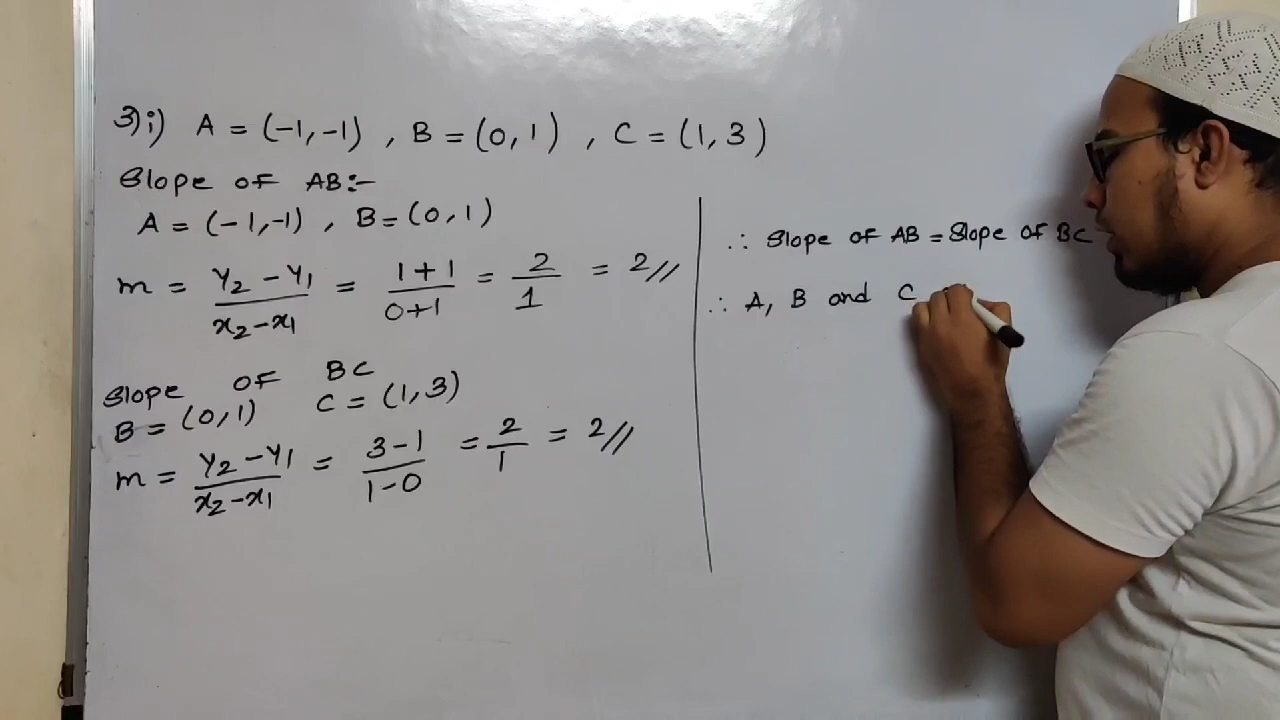 3)i) A = (-1,-1) , B = (0,1) , C = (1,3)
Slope OF AB:-
A = (-1,-1) , B = (0,1)
m = Y2 - Y1 / x2 - x1 = 1+1 / 0+1 = 2 / 1 = 2//
Slope OF BC
B = (0,1) C = (1,3)
m = Y2 - Y1 / x2 - x1 = 3-1 / 1-0 = 2 / 1 = 2//
∴ Slope OF AB = Slope OF BC
∴ A, B and C